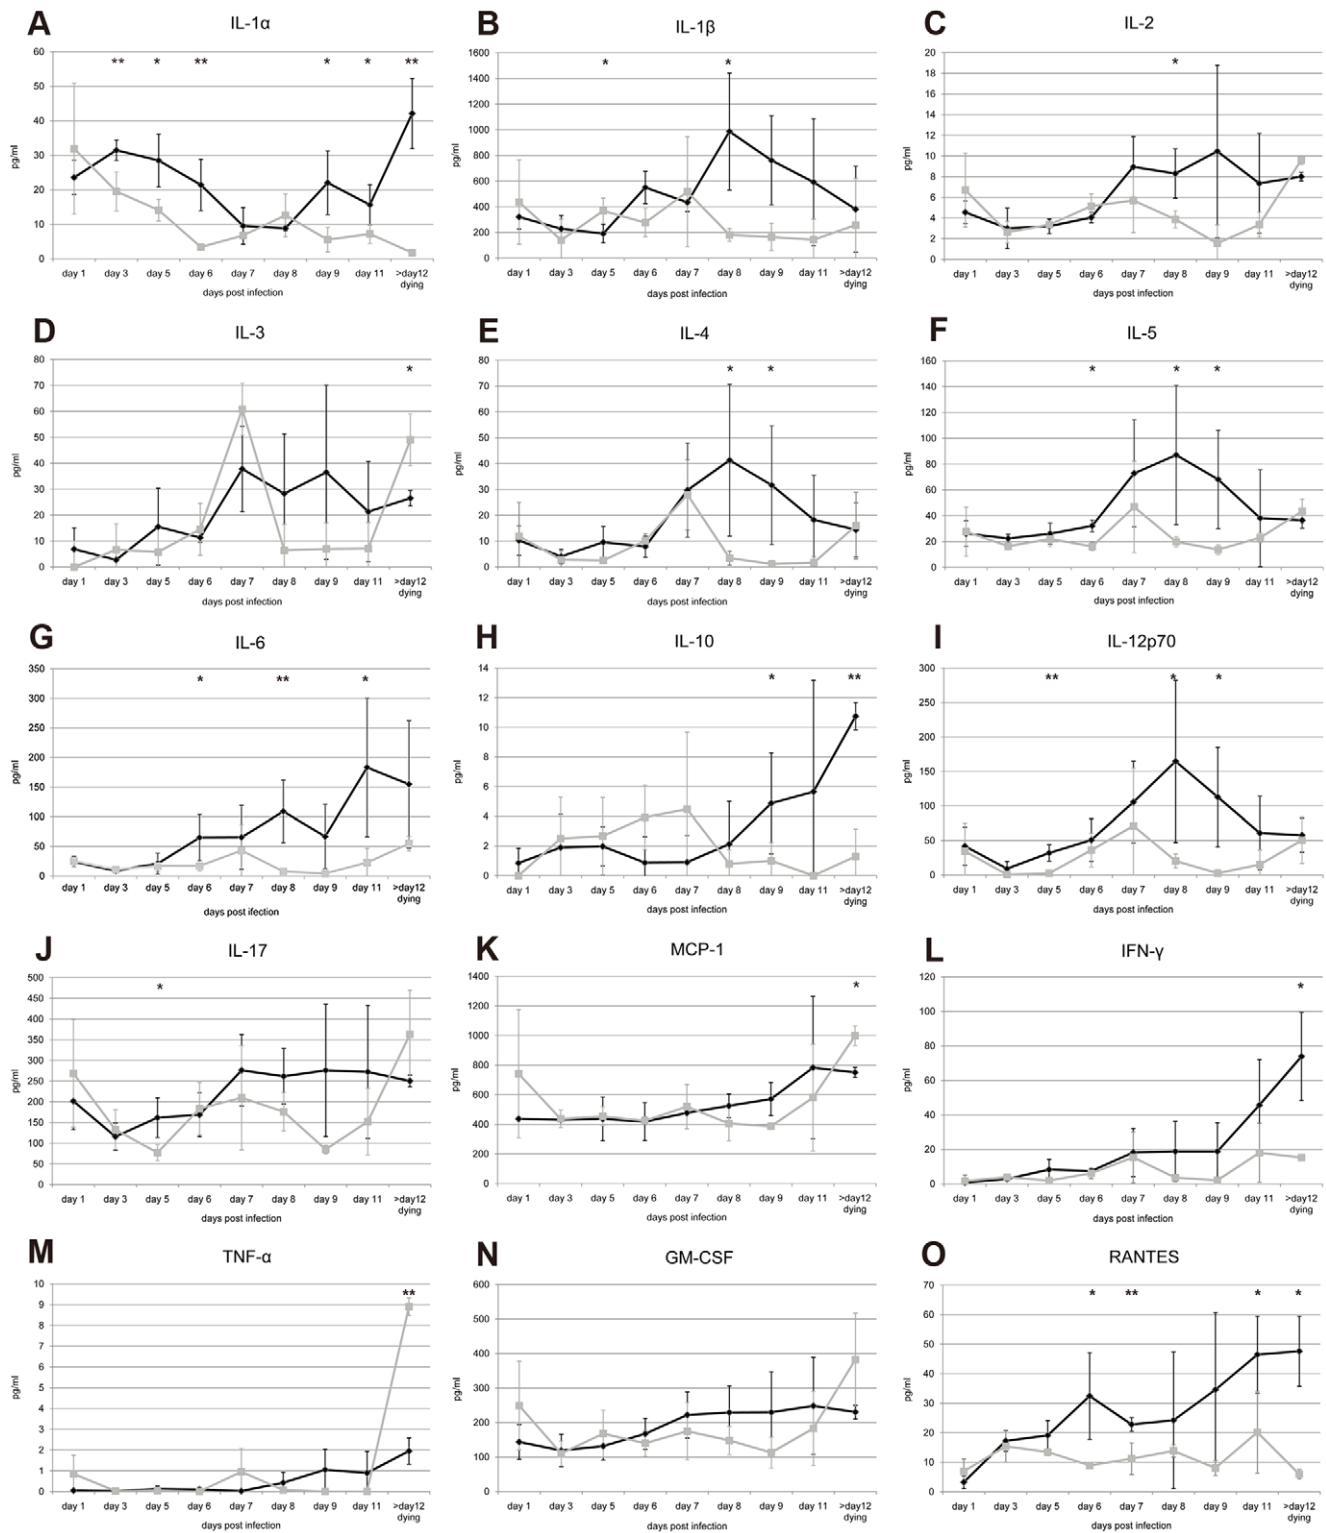 A
IL-1α
60
50
40
30
20
10
0
pg/ml
** * ** * * **
day 1 day 3 day 5 day 6 day 7 day 8 day 9 day 11 >day12
dying
days post infection
B
IL-1β
1600
1400
1200
1000
800
600
400
200
0
pg/ml
* *
day 1 day 3 day 5 day 6 day 7 day 8 day 9 day 11 >day12
dying
days post infection
C
IL-2
20
18
16
14
12
10
8
6
4
2
0
pg/ml
*
day 1 day 3 day 5 day 6 day 7 day 8 day 9 day 11 >day12
dying
days post infection
D
IL-3
80
70
60
50
40
30
20
10
0
pg/ml
*
day 1 day 3 day 5 day 6 day 7 day 8 day 9 day 11 >day12
dying
days post infection
E
IL-4
80
70
60
50
40
30
20
10
0
pg/ml
* *
day 1 day 3 day 5 day 6 day 7 day 8 day 9 day 11 >day12
dying
days post infection
F
IL-5
160
140
120
100
80
60
40
20
0
pg/ml
* * *
day 1 day 3 day 5 day 6 day 7 day 8 day 9 day 11 >day12
dying
days post infection
G
IL-6
350
300
250
200
150
100
50
0
pg/ml
* ** *
day 1 day 3 day 5 day 6 day 7 day 8 day 9 day 11 >day12
dying
days post infection
H
IL-10
14
12
10
8
6
4
2
0
pg/ml
* **
day 1 day 3 day 5 day 6 day 7 day 8 day 9 day 11 >day12
dying
days post infection
I
IL-12p70
300
250
200
150
100
50
0
pg/ml
** * *
day 1 day 3 day 5 day 6 day 7 day 8 day 9 day 11 >day12
dying
days post infection
J
IL-17
500
450
400
350
300
250
200
150
100
50
0
pg/ml
*
day 1 day 3 day 5 day 6 day 7 day 8 day 9 day 11 >day12
dying
days post infection
K
MCP-1
1400
1200
1000
800
600
400
200
0
pg/ml
*
day 1 day 3 day 5 day 6 day 7 day 8 day 9 day 11 >day12
dying
days post infection
L
IFN-γ
120
100
80
60
40
20
0
pg/ml
*
day 1 day 3 day 5 day 6 day 7 day 8 day 9 day 11 >day12
dying
days post infection
M
TNF-α
10
9
8
7
6
5
4
3
2
1
0
pg/ml
**
day 1 day 3 day 5 day 6 day 7 day 8 day 9 day 11 >day12
dying
days post infection
N
GM-CSF
600
500
400
300
200
100
0
pg/ml
day 1 day 3 day 5 day 6 day 7 day 8 day 9 day 11 >day12
dying
days post infection
O
RANTES
70
60
50
40
30
20
10
0
pg/ml
* ** * *
day 1 day 3 day 5 day 6 day 7 day 8 day 9 day 11 >day12
dying
days post infection